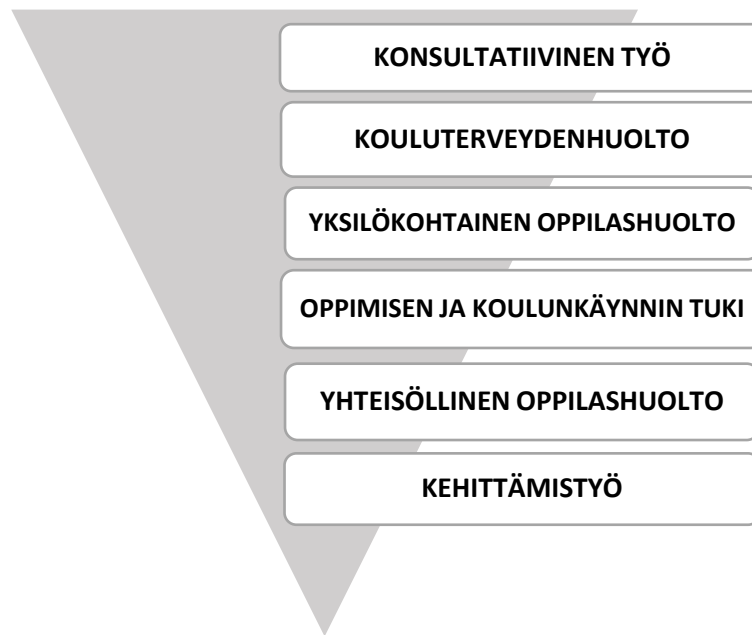 KONSULTATIIVINEN TYÖ
KOULUTERVEYDENHUOLTO
YKSILÖKOHTAINEN OPPILASHUOLTO
OPPIMISEN JA KOULUNKÄYNNIN TUKI
YHTEISÖLLINEN OPPILASHUOLTO
KEHITTÄMISTYÖ